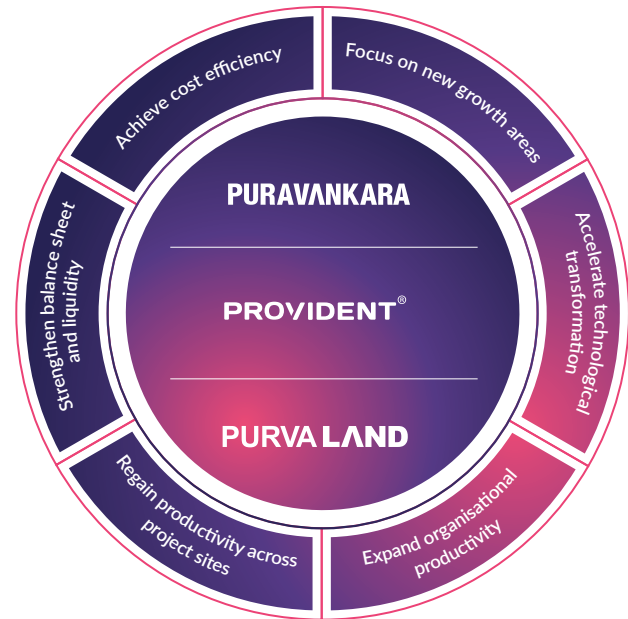 Achieve cost efficiency
Focus on new growth areas
Accelerate technological
transformation
Expand organisational
productivity
Regain productivity across
project sites
Strengthen balance sheet
and liquidity
PURAVANKARA
PROVIDENT®
PURVA LAND